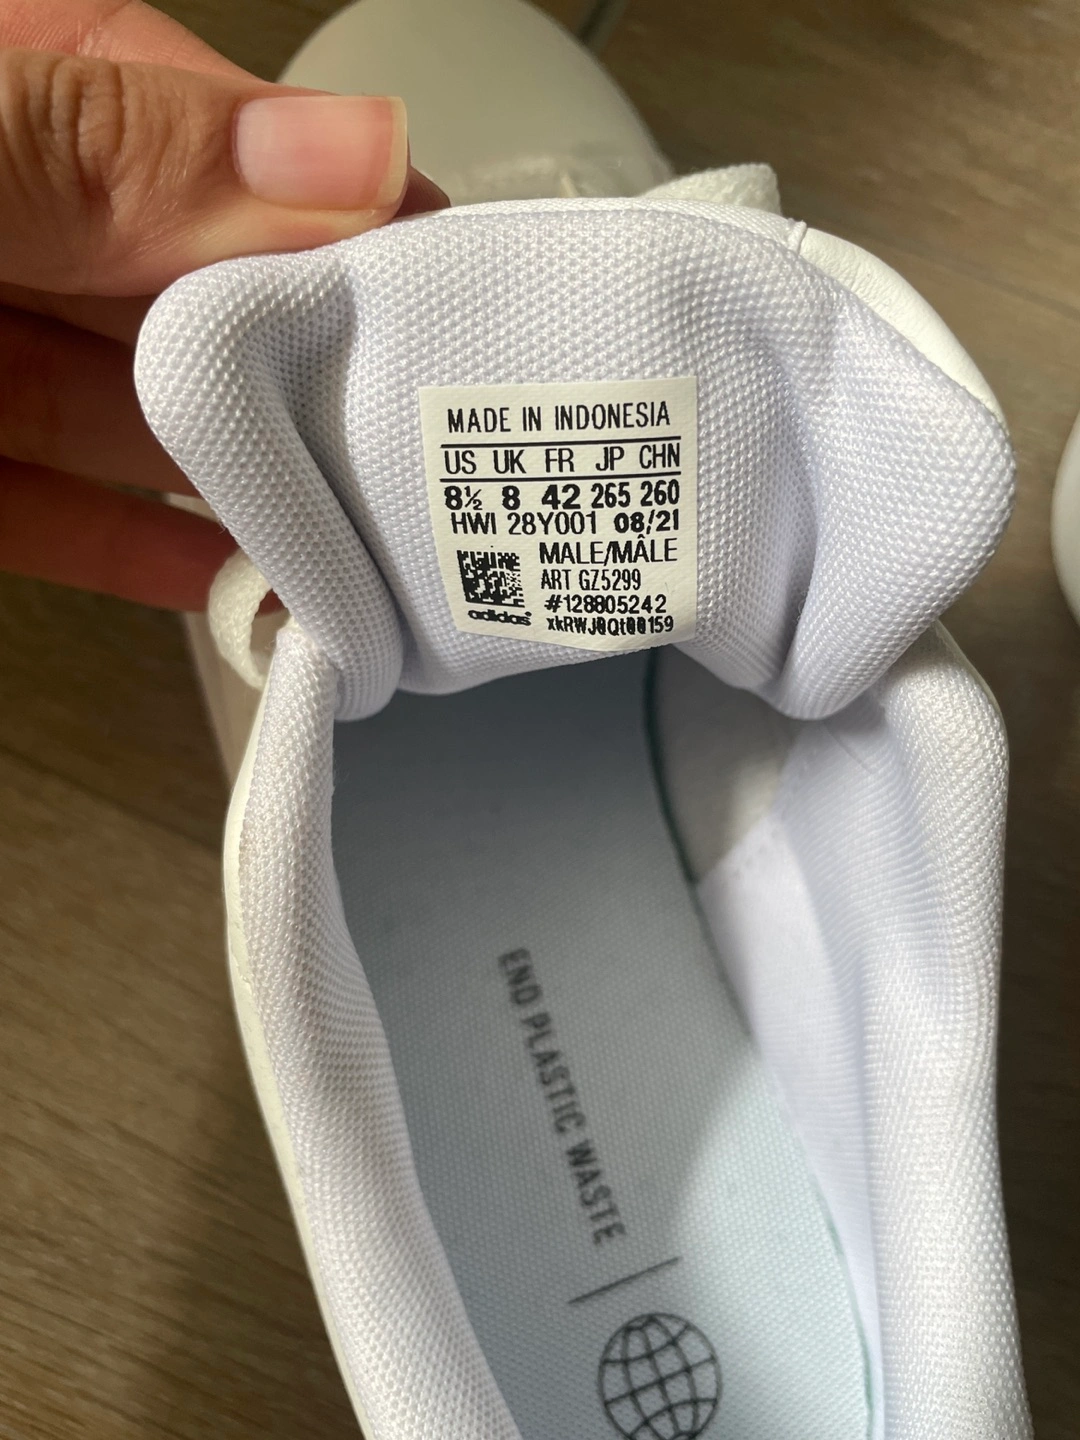 MADE IN INDONESIA
US UK FR JP CHN
8½ 8 42 265 260
HWI 28Y001 08/21
MALE/MÂLE
ART GZ5299
#128805242
xkRWJ0Qt00159
adidas
END PLASTIC WASTE